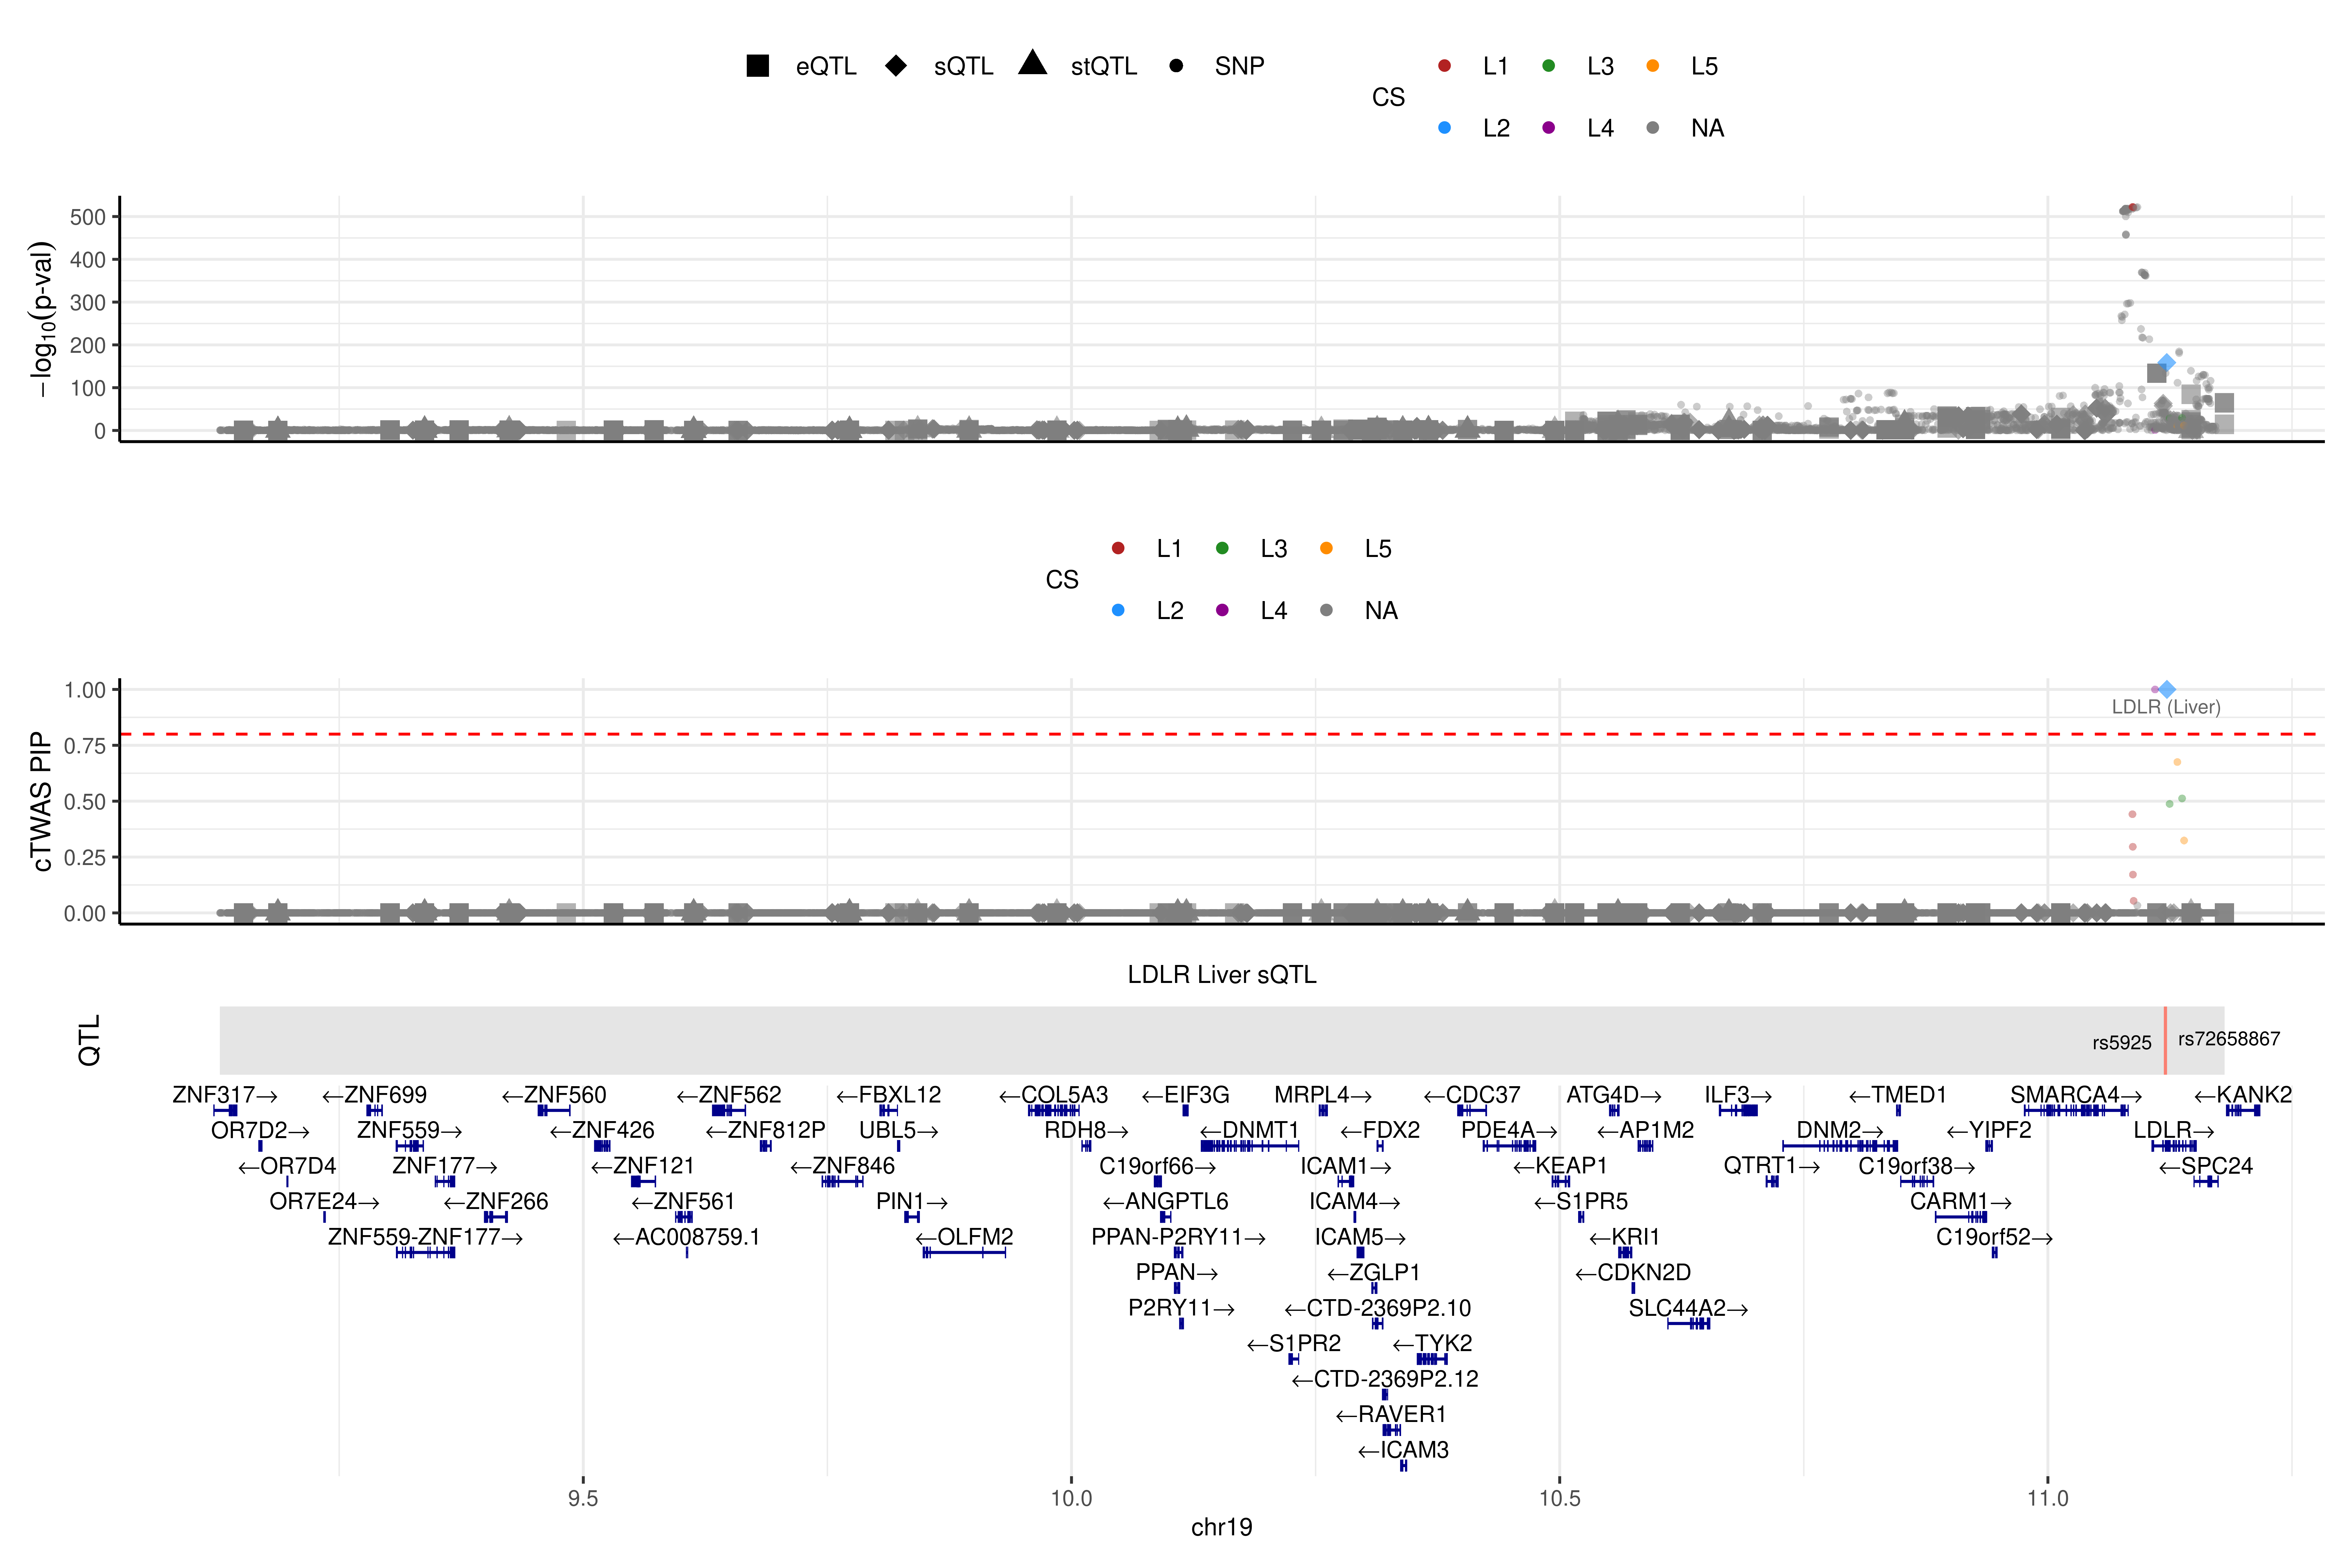 eQTL sQTL stQTL SNP
CS
L1 L3 L5
L2 L4 NA
−log10(p-val)
500
400
300
200
100
0
CS
L1 L3 L5
L2 L4 NA
cTWAS PIP
1.00
0.75
0.50
0.25
0.00
LDLR (Liver)
LDLR Liver sQTL
QTL
rs5925 rs72658867
ZNF317→ ←ZNF699 ←ZNF560 ←ZNF562 ←FBXL12 ←COL5A3 ←EIF3G MRPL4→ ←CDC37 ATG4D→ ILF3→ ←TMED1 SMARCA4→ ←KANK2
OR7D2→ ZNF559→ ←ZNF426 ←ZNF812P UBL5→ RDH8→ ←DNMT1 ←FDX2 PDE4A→ ←AP1M2 DNM2→ ←YIPF2 LDLR→
←OR7D4 ZNF177→ ←ZNF121 ←ZNF846 C19orf66→ ICAM1→ ←KEAP1 QTRT1→ C19orf38→ ←SPC24
OR7E24→ ←ZNF266 ←ZNF561 PIN1→ ←ANGPTL6 ICAM4→ ←S1PR5 CARM1→
ZNF559-ZNF177→ ←AC008759.1 ←OLFM2 PPAN-P2RY11→ ICAM5→ ←KRI1 C19orf52→
PPAN→ ←ZGLP1 ←CDKN2D
P2RY11→ ←CTD-2369P2.10 SLC44A2→
←S1PR2 ←TYK2
←CTD-2369P2.12
←RAVER1
←ICAM3
9.5 10.0 10.5 11.0
chr19